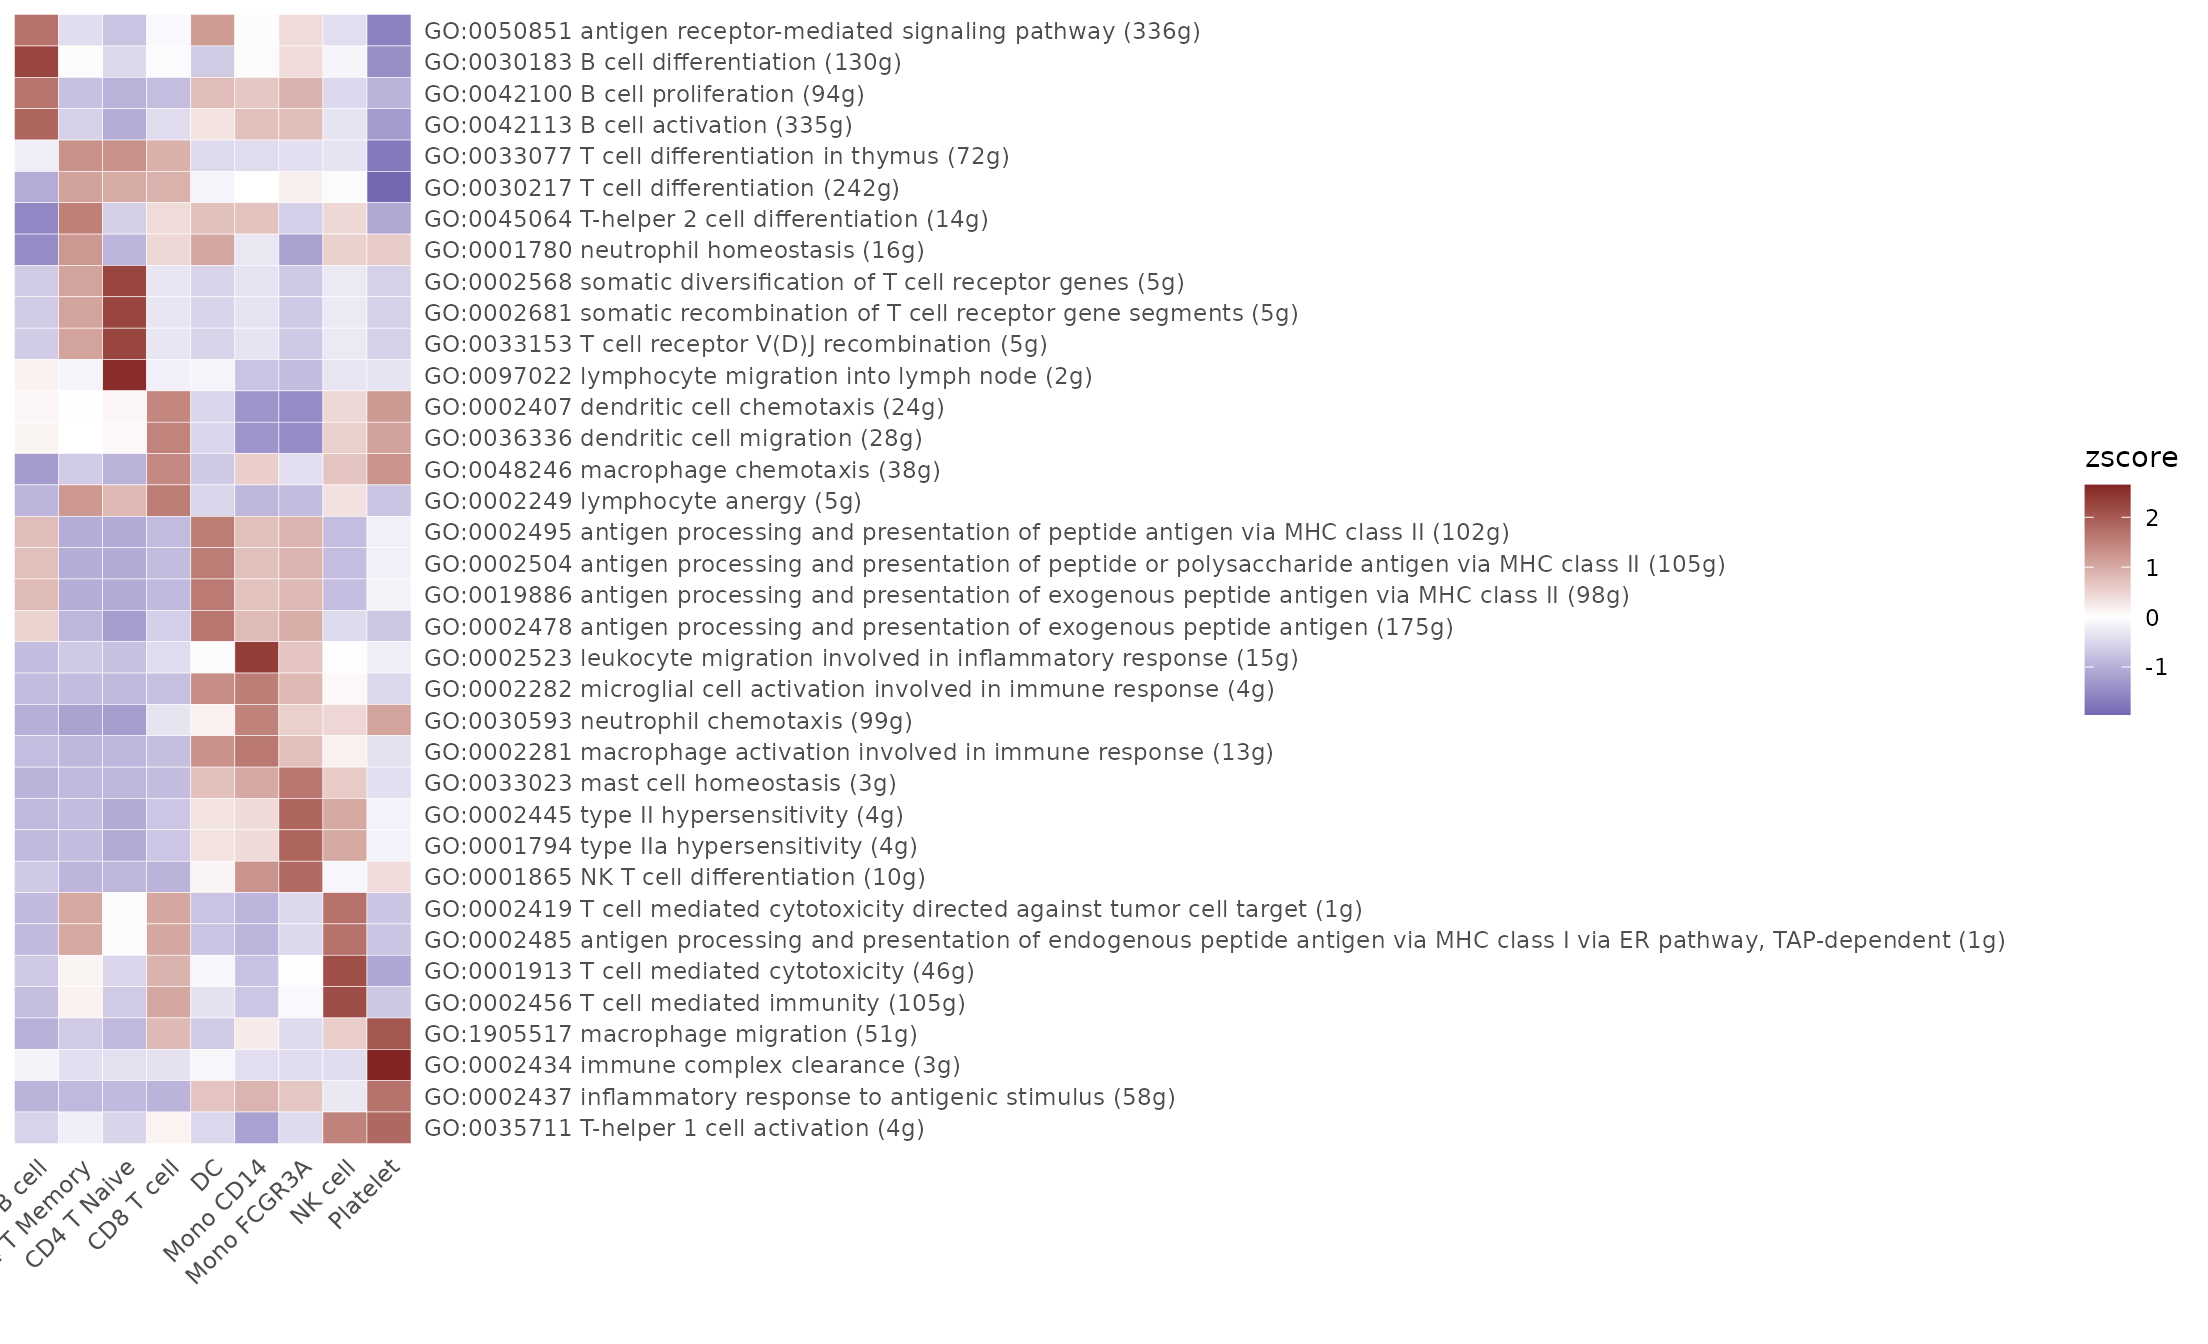 GO:0050851 antigen receptor-mediated signaling pathway (336g)
GO:0030183 B cell differentiation (130g)
GO:0042100 B cell proliferation (94g)
GO:0042113 B cell activation (335g)
GO:0033077 T cell differentiation in thymus (72g)
GO:0030217 T cell differentiation (242g)
GO:0045064 T-helper 2 cell differentiation (14g)
GO:0001780 neutrophil homeostasis (16g)
GO:0002568 somatic diversification of T cell receptor genes (5g)
GO:0002681 somatic recombination of T cell receptor gene segments (5g)
GO:0033153 T cell receptor V(D)J recombination (5g)
GO:0097022 lymphocyte migration into lymph node (2g)
GO:0002407 dendritic cell chemotaxis (24g)
GO:0036336 dendritic cell migration (28g)
GO:0048246 macrophage chemotaxis (38g)
GO:0002249 lymphocyte anergy (5g)
GO:0002495 antigen processing and presentation of peptide antigen via MHC class II (102g)
GO:0002504 antigen processing and presentation of peptide or polysaccharide antigen via MHC class II (105g)
GO:0019886 antigen processing and presentation of exogenous peptide antigen via MHC class II (98g)
GO:0002478 antigen processing and presentation of exogenous peptide antigen (175g)
GO:0002523 leukocyte migration involved in inflammatory response (15g)
GO:0002282 microglial cell activation involved in immune response (4g)
GO:0030593 neutrophil chemotaxis (99g)
GO:0002281 macrophage activation involved in immune response (13g)
GO:0033023 mast cell homeostasis (3g)
GO:0002445 type II hypersensitivity (4g)
GO:0001794 type IIa hypersensitivity (4g)
GO:0001865 NK T cell differentiation (10g)
GO:0002419 T cell mediated cytotoxicity directed against tumor cell target (1g)
GO:0002485 antigen processing and presentation of endogenous peptide antigen via MHC class I via ER pathway, TAP-dependent (1g)
GO:0001913 T cell mediated cytotoxicity (46g)
GO:0002456 T cell mediated immunity (105g)
GO:1905517 macrophage migration (51g)
GO:0002434 immune complex clearance (3g)
GO:0002437 inflammatory response to antigenic stimulus (58g)
GO:0035711 T-helper 1 cell activation (4g)
B cell
T Memory
CD4 T Naive
CD8 T cell
DC
Mono CD14
Mono FCGR3A
NK cell
Platelet
zscore
2
1
0
-1